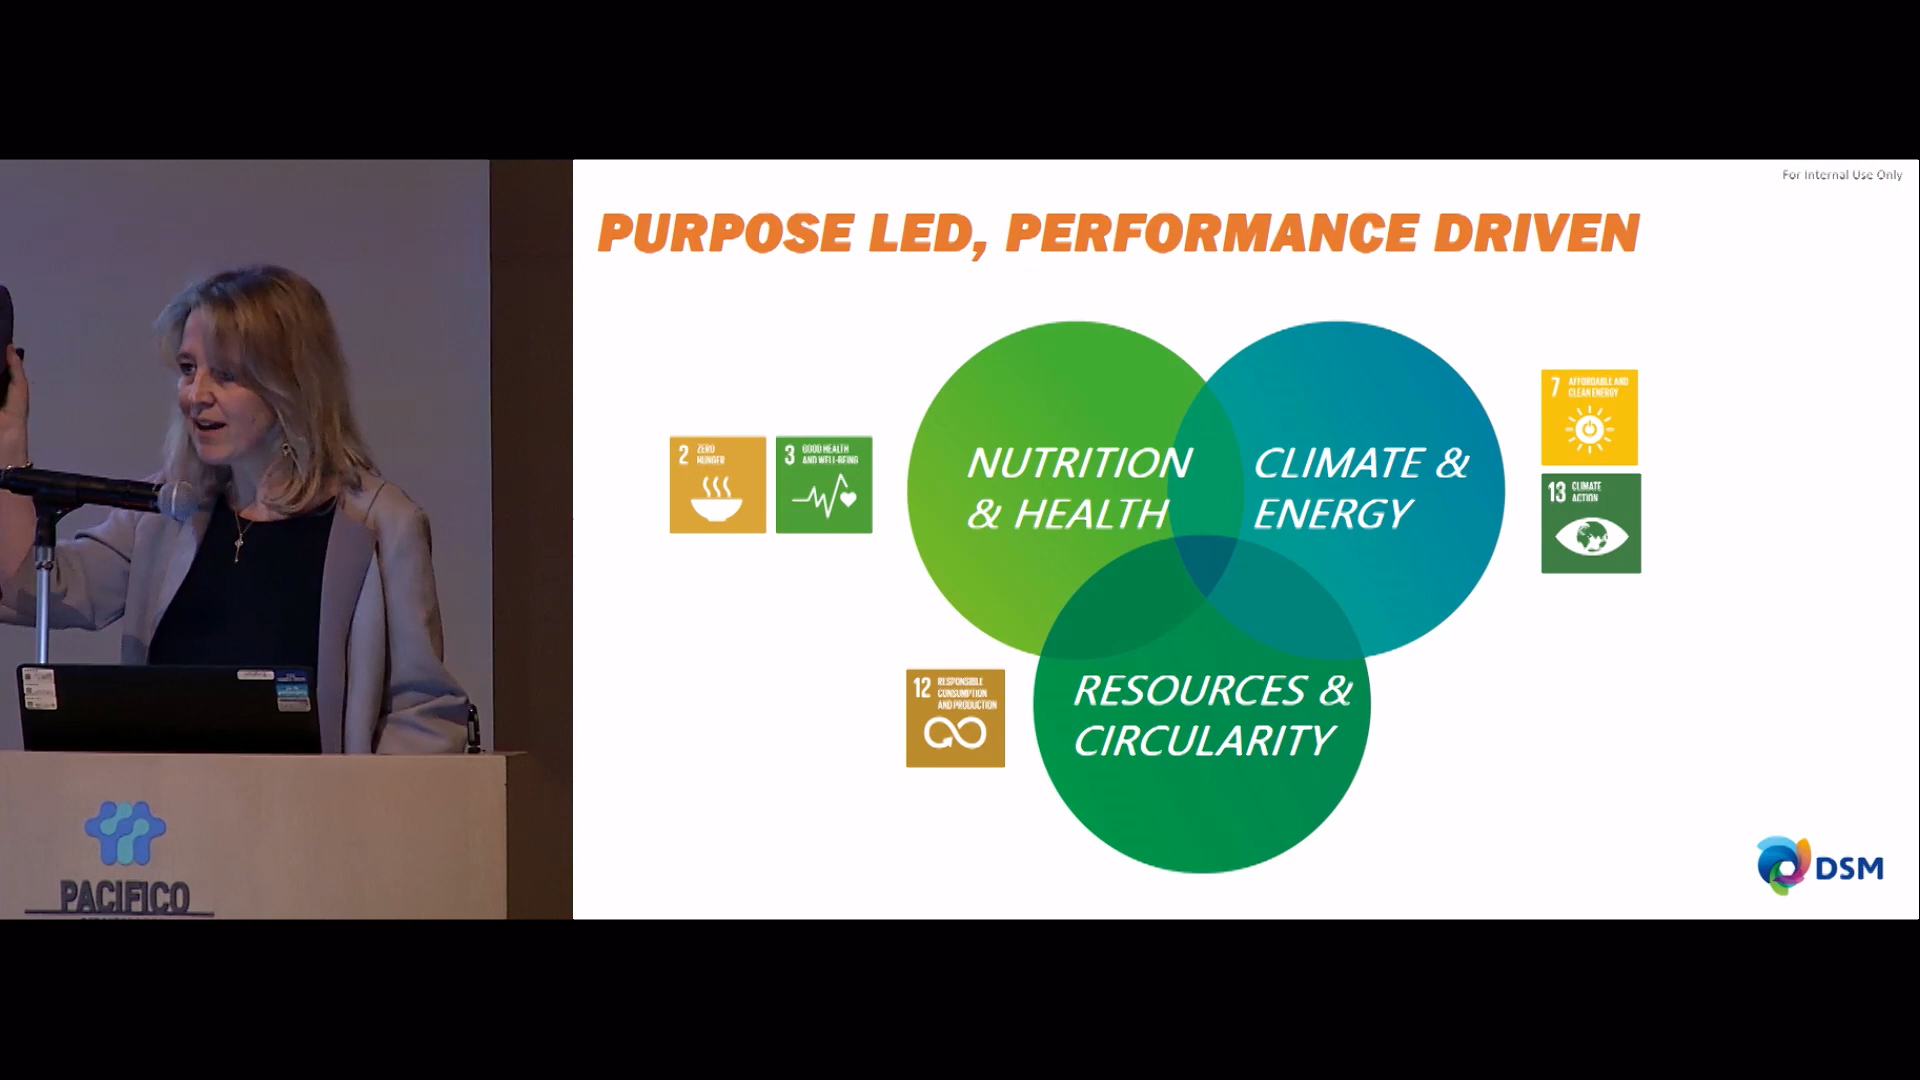 For Internal Use Only
PURPOSE LED, PERFORMANCE DRIVEN
NUTRITION
& HEALTH
CLIMATE &
ENERGY
RESOURCES &
CIRCULARITY
2 ZERO
HUNGER
3 GOOD HEALTH
AND WELL-BEING
7 AFFORDABLE AND
CLEAN ENERGY
13 CLIMATE
ACTION
12 RESPONSIBLE
CONSUMPTION
AND PRODUCTION
DSM
PACIFICO